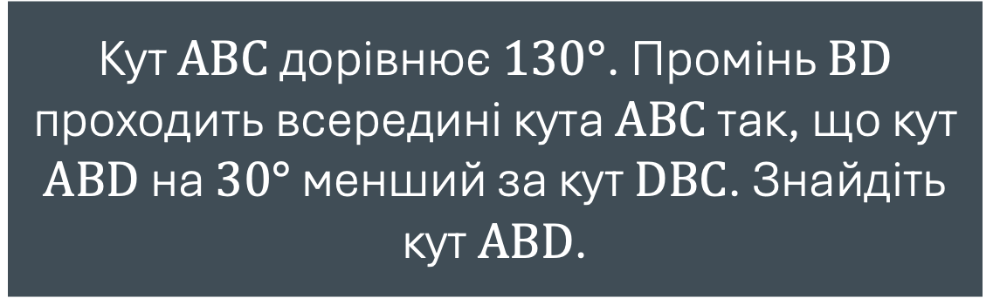 Кут ABC дорівнює 130°. Промінь BD
проходить всередині кута ABC так, що кут
ABD на 30° менший за кут DBC. Знайдіть
кут ABD.